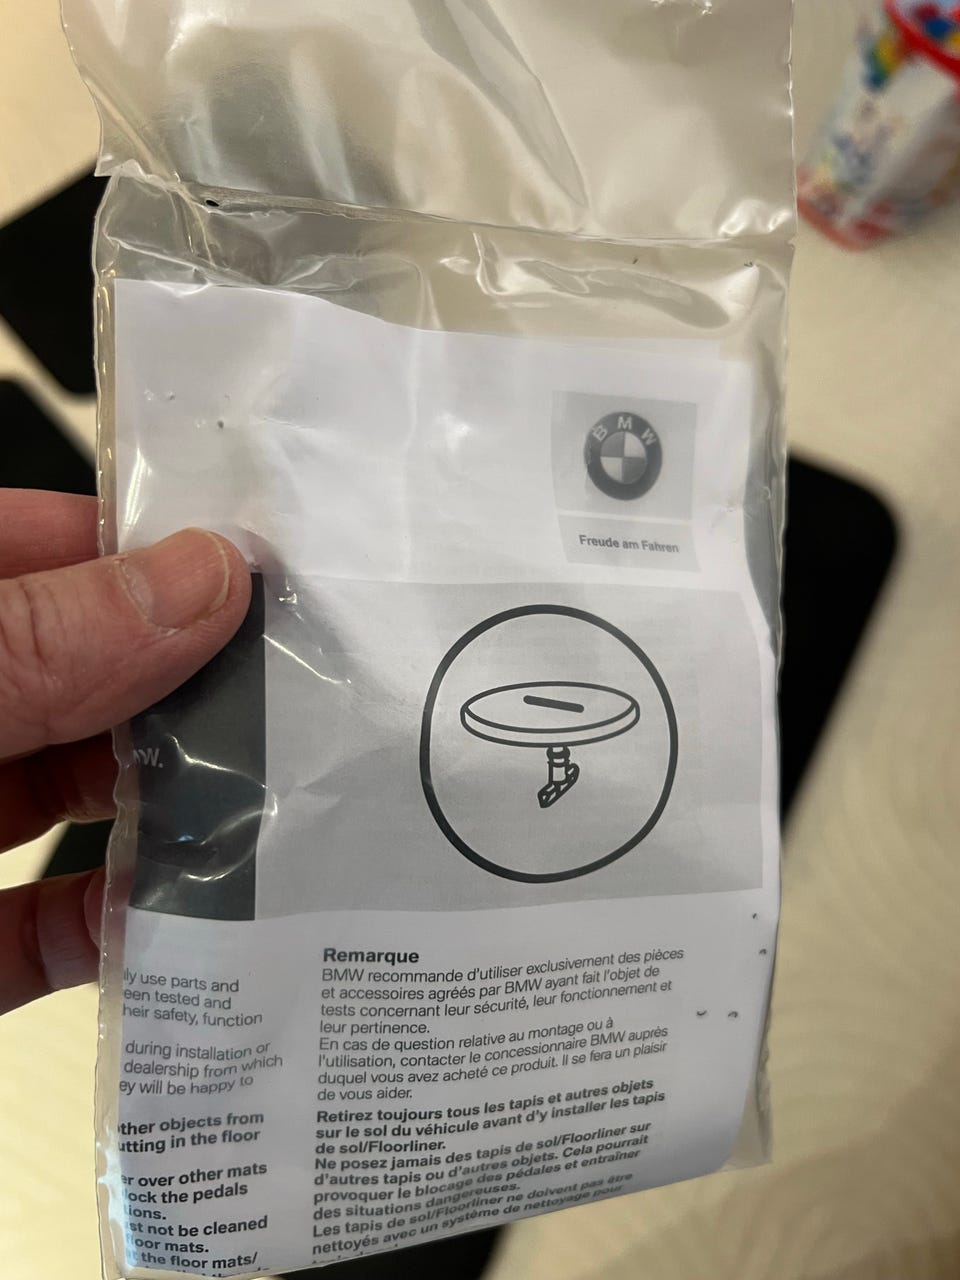 BMW
Freude am Fahren
W.
ly use parts and
een tested and
heir safety, function
during installation or
dealership from which
ey will be happy to
ther objects from
utting in the floor
er over other mats
lock the pedals
ions.
st not be cleaned
floor mats.
t the floor mats/
Remarque
BMW recommande d'utiliser exclusivement des pièces
et accessoires agréés par BMW ayant fait l'objet de
tests concernant leur sécurité, leur fonctionnement et
leur pertinence.
En cas de question relative au montage ou à
l'utilisation, contacter le concessionnaire BMW auprès
duquel vous avez acheté ce produit. Il se fera un plaisir
de vous aider.
Retirez toujours tous les tapis et autres objets
sur le sol du véhicule avant d'y installer les tapis
de sol/Floorliner.
Ne posez jamais des tapis de sol/Floorliner sur
d'autres tapis ou d'autres objets. Cela pourrait
provoquer le blocage des pédales et entraîner
des situations dangereuses.
Les tapis de sol/Floorliner ne doivent pas être
nettoyés avec un système de nettoyage pour